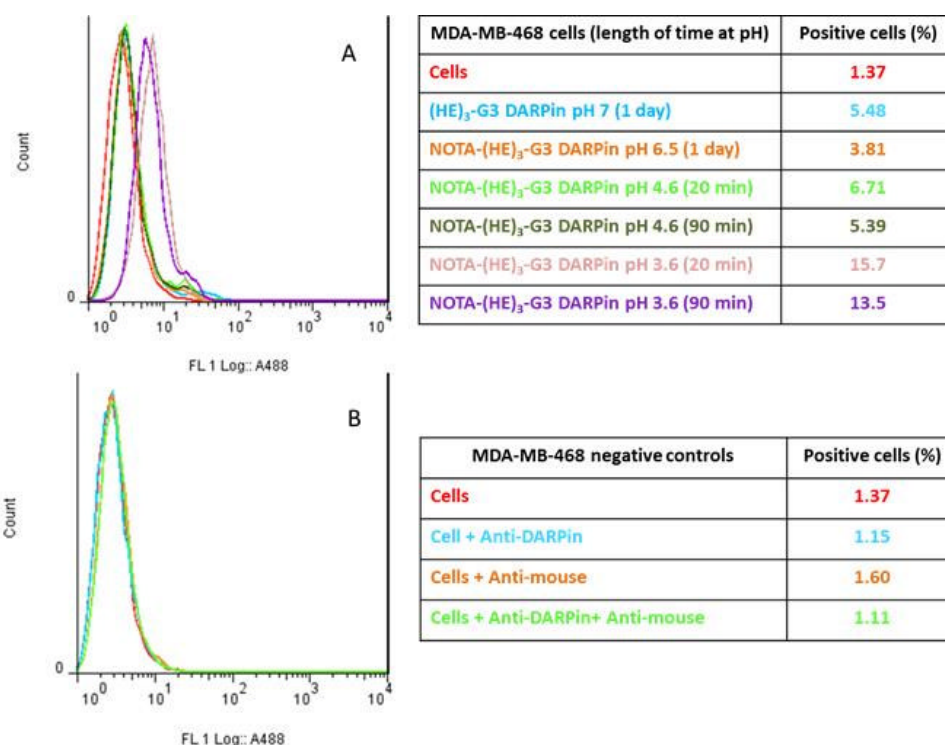 A
Count
0
10^0 10^1 10^2 10^3 10^4
FL 1 Log:: A488
MDA-MB-468 cells (length of time at pH) Positive cells (%)
Cells 1.37
(HE)₃-G3 DARPin pH 7 (1 day) 5.48
NOTA-(HE)₃-G3 DARPin pH 6.5 (1 day) 3.81
NOTA-(HE)₃-G3 DARPin pH 4.6 (20 min) 6.71
NOTA-(HE)₃-G3 DARPin pH 4.6 (90 min) 5.39
NOTA-(HE)₃-G3 DARPin pH 3.6 (20 min) 15.7
NOTA-(HE)₃-G3 DARPin pH 3.6 (90 min) 13.5
B
Count
0
10^0 10^1 10^2 10^3 10^4
FL 1 Log:: A488
MDA-MB-468 negative controls Positive cells (%)
Cells 1.37
Cell + Anti-DARPin 1.15
Cells + Anti-mouse 1.60
Cells + Anti-DARPin+ Anti-mouse 1.11